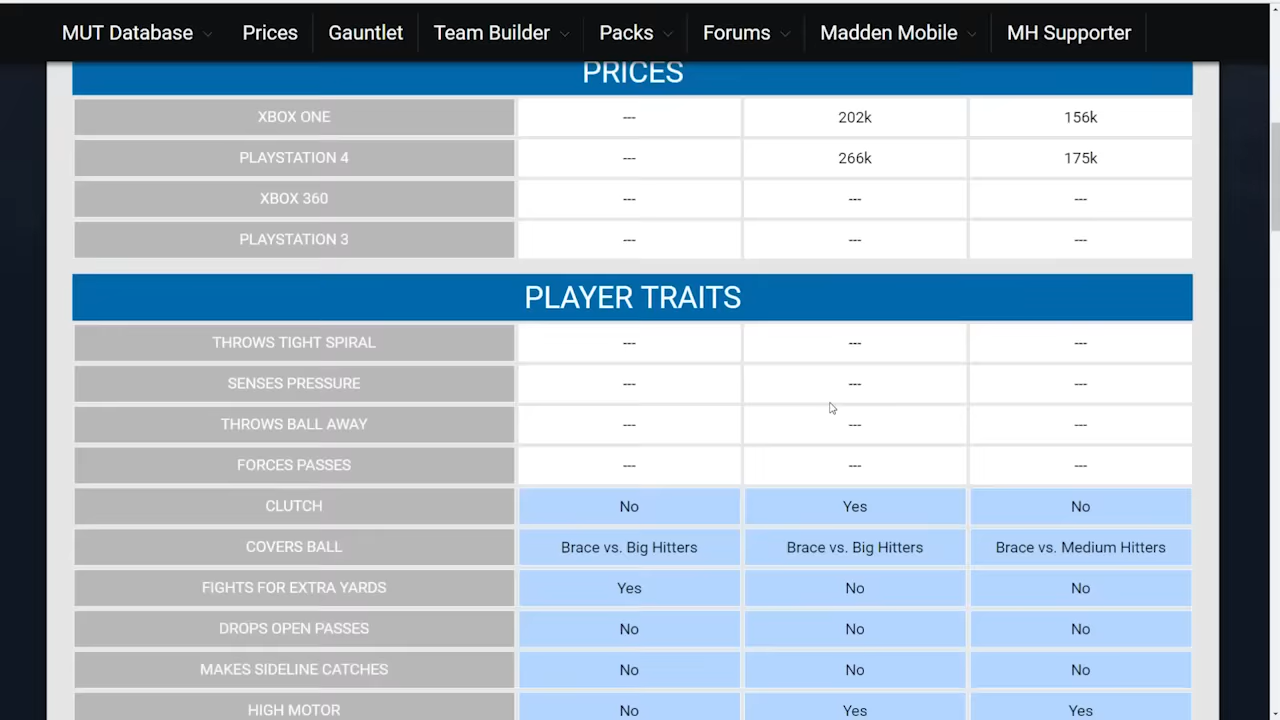 MUT Database Prices Gauntlet Team Builder Packs Forums Madden Mobile MH Supporter
PRICES
XBOX ONE --- 202k 156k
PLAYSTATION 4 --- 266k 175k
XBOX 360 --- --- ---
PLAYSTATION 3 --- --- ---
PLAYER TRAITS
THROWS TIGHT SPIRAL --- --- ---
SENSES PRESSURE --- --- ---
THROWS BALL AWAY --- --- ---
FORCES PASSES --- --- ---
CLUTCH No Yes No
COVERS BALL Brace vs. Big Hitters Brace vs. Big Hitters Brace vs. Medium Hitters
FIGHTS FOR EXTRA YARDS Yes No No
DROPS OPEN PASSES No No No
MAKES SIDELINE CATCHES No No No
HIGH MOTOR No Yes Yes